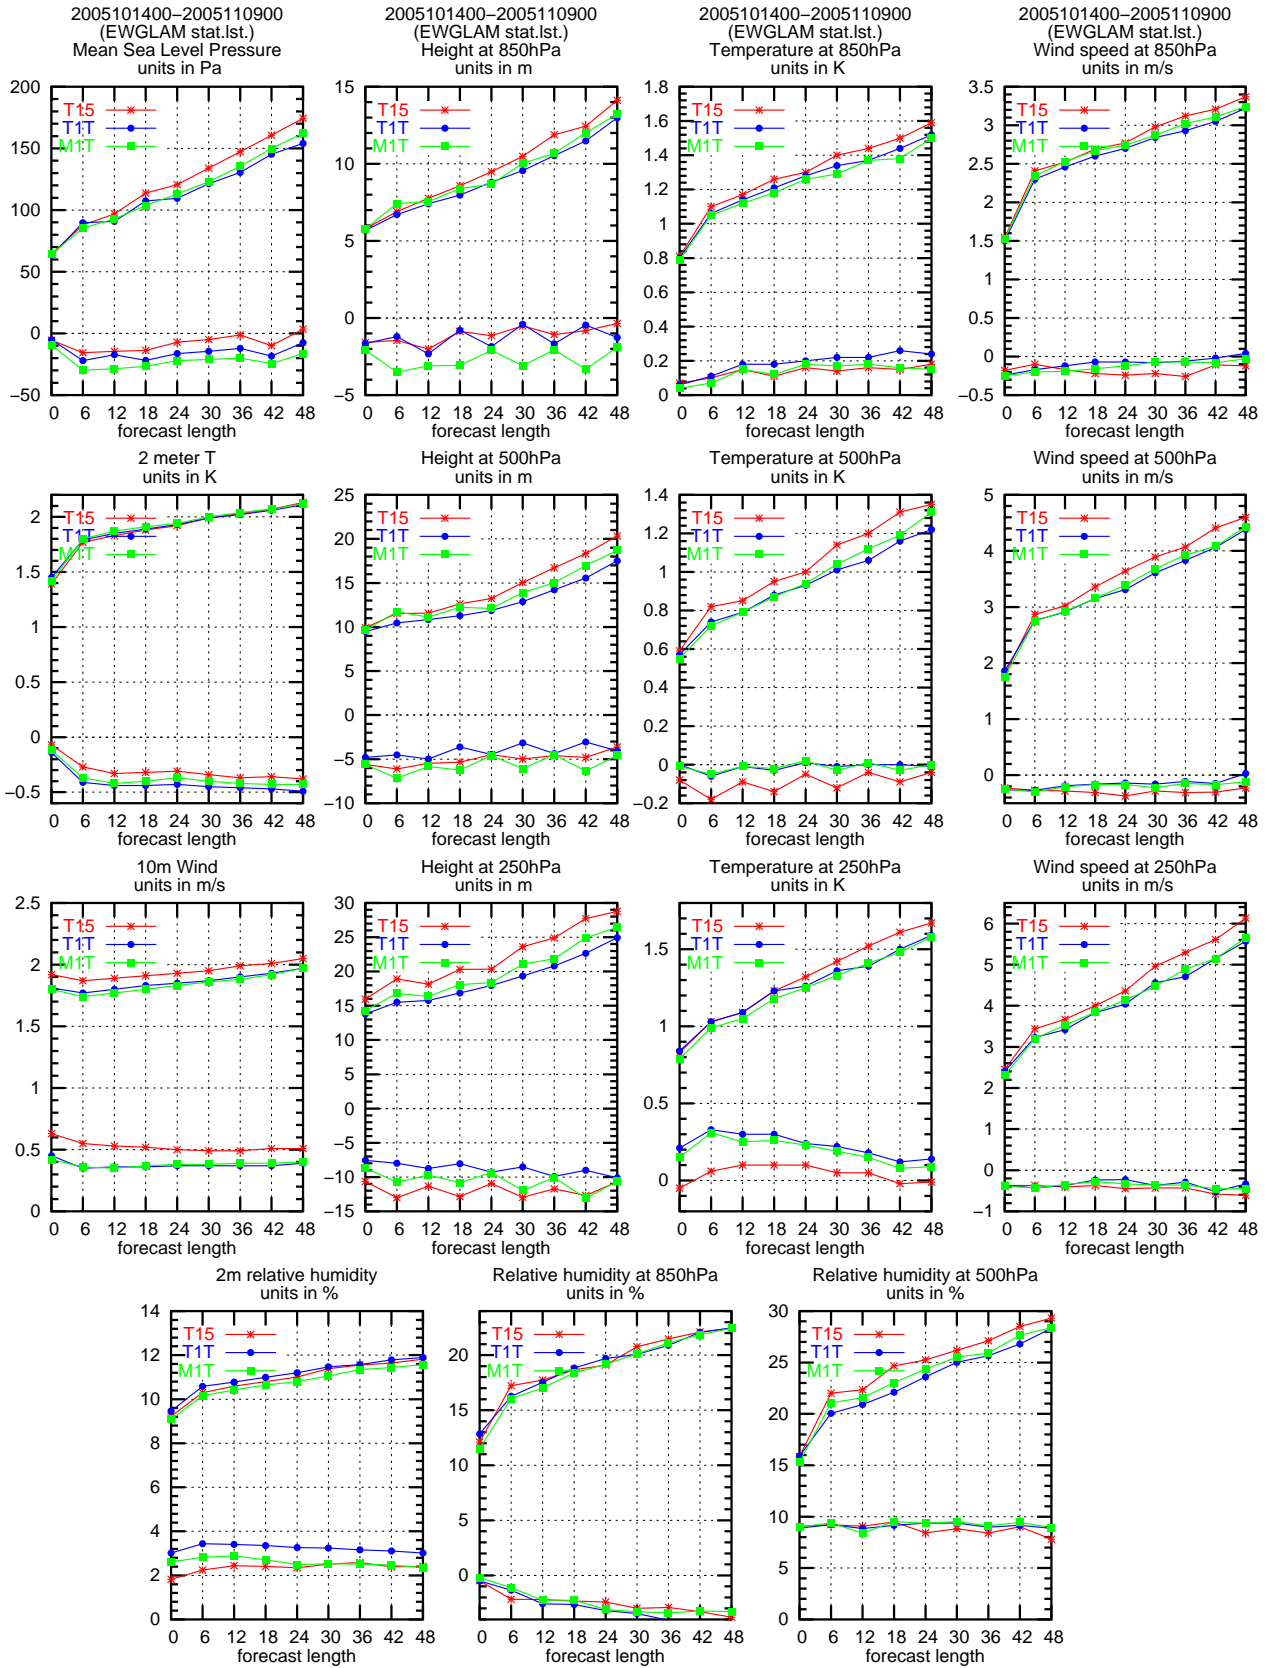 2005101400–2005110900
(EWGLAM stat.lst.)
Mean Sea Level Pressure
units in Pa
T15
T1T
M1T
200
150
100
50
0
−50
0 6 12 18 24 30 36 42 48
forecast length
2005101400–2005110900
(EWGLAM stat.lst.)
Height at 850hPa
units in m
T15
T1T
M1T
15
10
5
0
−5
0 6 12 18 24 30 36 42 48
forecast length
2005101400–2005110900
(EWGLAM stat.lst.)
Temperature at 850hPa
units in K
T15
T1T
M1T
1.8
1.6
1.4
1.2
1
0.8
0.6
0.4
0.2
0
0 6 12 18 24 30 36 42 48
forecast length
2005101400–2005110900
(EWGLAM stat.lst.)
Wind speed at 850hPa
units in m/s
T15
T1T
M1T
3.5
3
2.5
2
1.5
1
0.5
0
−0.5
0 6 12 18 24 30 36 42 48
forecast length
2 meter T
units in K
T15
T1T
M1T
2
1.5
1
0.5
0
−0.5
0 6 12 18 24 30 36 42 48
forecast length
Height at 500hPa
units in m
T15
T1T
M1T
25
20
15
10
5
0
−5
−10
0 6 12 18 24 30 36 42 48
forecast length
Temperature at 500hPa
units in K
T15
T1T
M1T
1.4
1.2
1
0.8
0.6
0.4
0.2
0
−0.2
0 6 12 18 24 30 36 42 48
forecast length
Wind speed at 500hPa
units in m/s
T15
T1T
M1T
5
4
3
2
1
0
0 6 12 18 24 30 36 42 48
forecast length
10m Wind
units in m/s
T15
T1T
M1T
2.5
2
1.5
1
0.5
0
0 6 12 18 24 30 36 42 48
forecast length
Height at 250hPa
units in m
T15
T1T
M1T
30
25
20
15
10
5
0
−5
−10
−15
0 6 12 18 24 30 36 42 48
forecast length
Temperature at 250hPa
units in K
T15
T1T
M1T
1.5
1
0.5
0
0 6 12 18 24 30 36 42 48
forecast length
Wind speed at 250hPa
units in m/s
T15
T1T
M1T
6
5
4
3
2
1
0
−1
0 6 12 18 24 30 36 42 48
forecast length
2m relative humidity
units in %
T15
T1T
M1T
14
12
10
8
6
4
2
0
0 6 12 18 24 30 36 42 48
forecast length
Relative humidity at 850hPa
units in %
T15
T1T
M1T
20
15
10
5
0
0 6 12 18 24 30 36 42 48
forecast length
Relative humidity at 500hPa
units in %
T15
T1T
M1T
30
25
20
15
10
5
0
0 6 12 18 24 30 36 42 48
forecast length